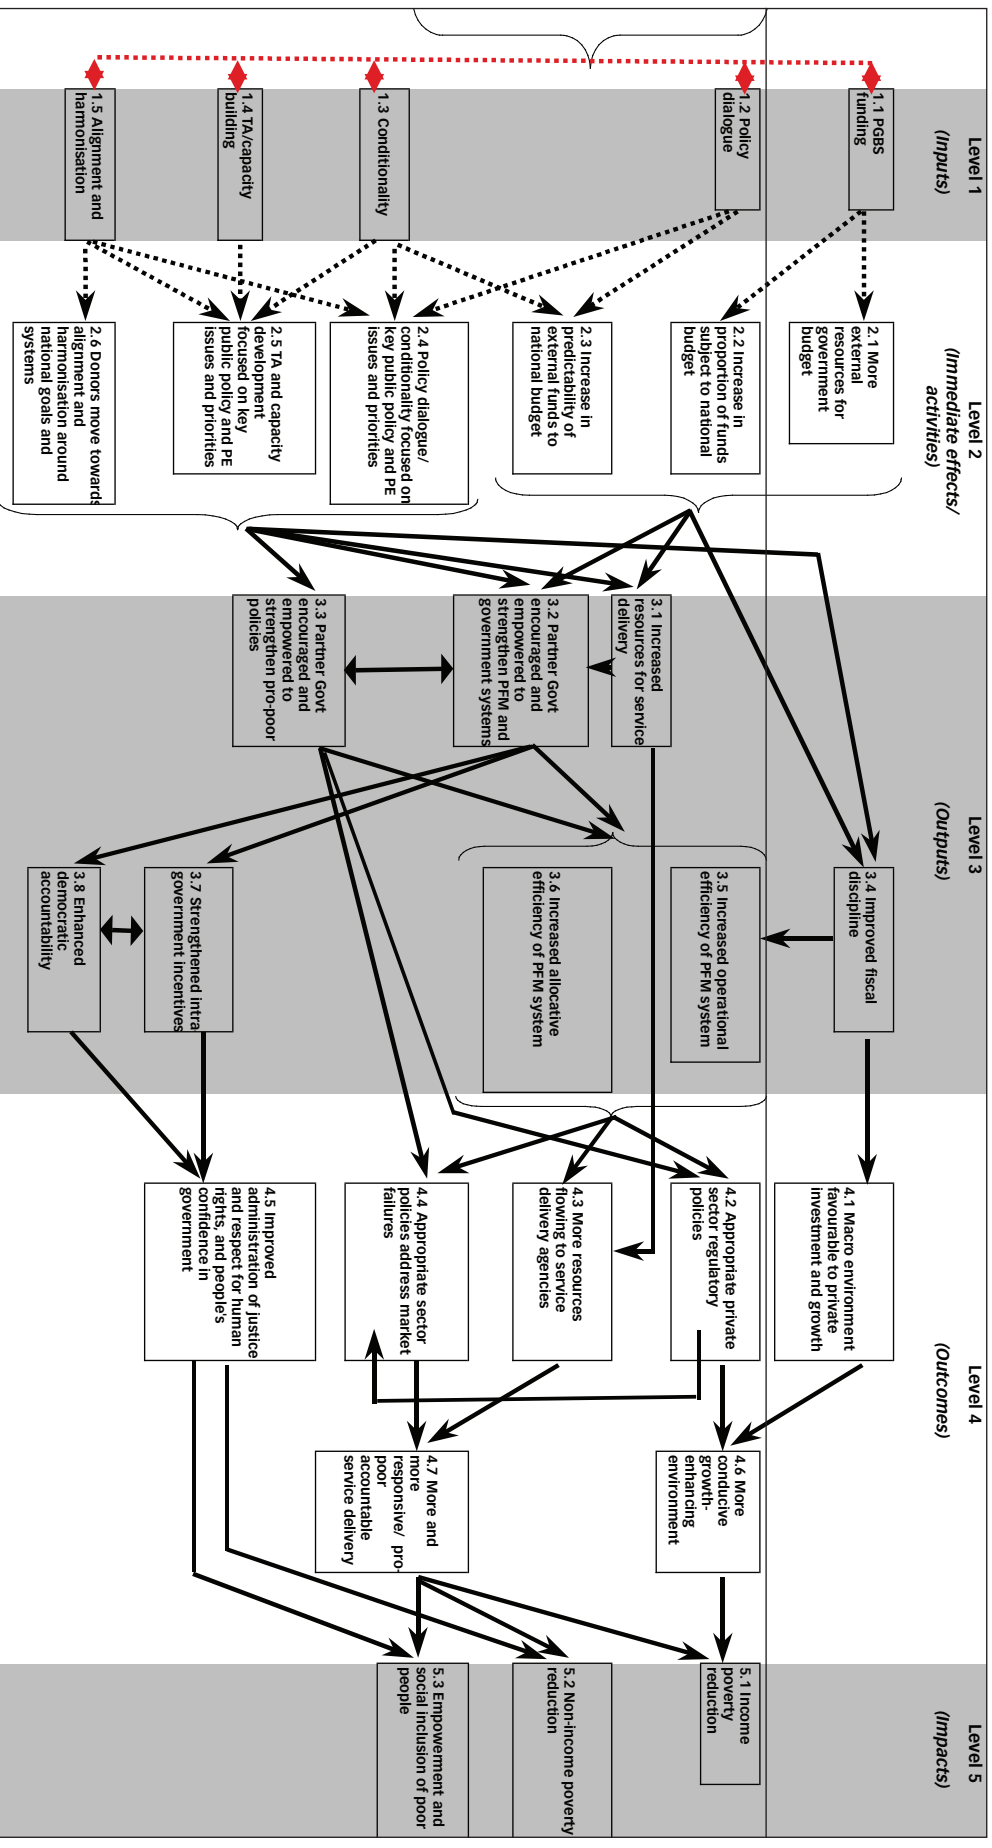 Level 1
(Inputs)
1.1 PGBS
funding
1.2 Policy
dialogue
1.3 Conditionality
1.4 TA/capacity
building
1.5 Alignment and
harmonisation
Level 2
(Immediate effects/
activities)
2.1 More
external
resources for
government
budget
2.2 Increase in
proportion of funds
subject to national
budget
2.3 Increase in
predictability of
external funds to
national budget
2.4 Policy dialogue/
conditionality focused on
key public policy and PE
issues and priorities
2.5 TA and capacity
development
focused on key
public policy and PE
issues and priorities
2.6 Donors move towards
alignment and
harmonisation around
national goals and
systems
Level 3
(Outputs)
3.1 Increased
resources for service
delivery
3.2 Partner Govt
encouraged and
empowered to
strengthen PFM and
government systems
3.3 Partner Govt
encouraged and
empowered to
strengthen pro-poor
policies
3.4 Improved fiscal
discipline
3.5 Increased operational
efficiency of PFM system
3.6 Increased allocative
efficiency of PFM system
3.7 Strengthened intra
government incentives
3.8 Enhanced
democratic
accountability
Level 4
(Outcomes)
4.1 Macro environment
favourable to private
investment and growth
4.2 Appropriate private
sector regulatory
policies
4.3 More resources
flowing to service
delivery agencies
4.4 Appropriate sector
policies address market
failures
4.5 Improved
administration of justice
and respect for human
rights, and people's
confidence in
government
4.6 More
conducive
growth-
enhancing
environment
4.7 More and
more
responsive/ pro-
poor
accountable
service delivery
Level 5
(Impacts)
5.1 Income
poverty
reduction
5.2 Non-income poverty
reduction
5.3 Empowerment and
social inclusion of poor
people